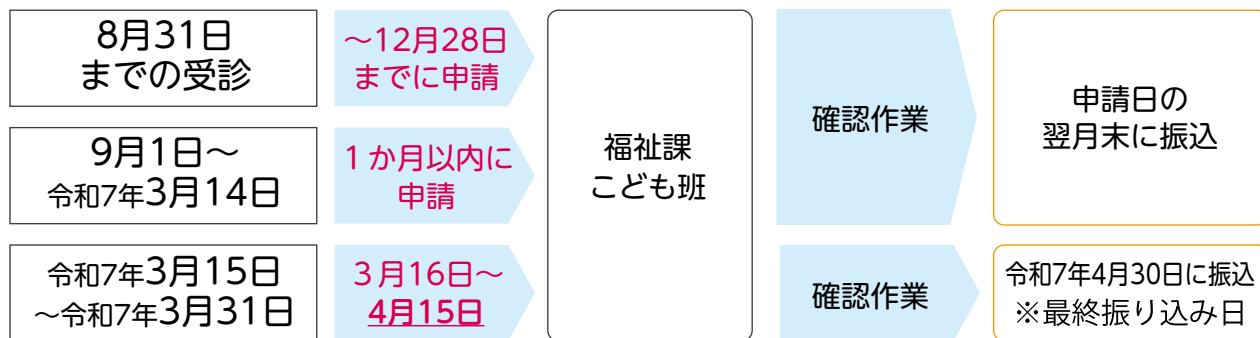 8月31日
までの受診
～12月28日
までに申請
9月1日～
令和7年3月14日
1か月以内に
申請
令和7年3月15日
～令和7年3月31日
3月16日～
4月15日
福祉課
こども班
確認作業
申請日の
翌月末に振込
確認作業
令和7年4月30日に振込
※最終振り込み日